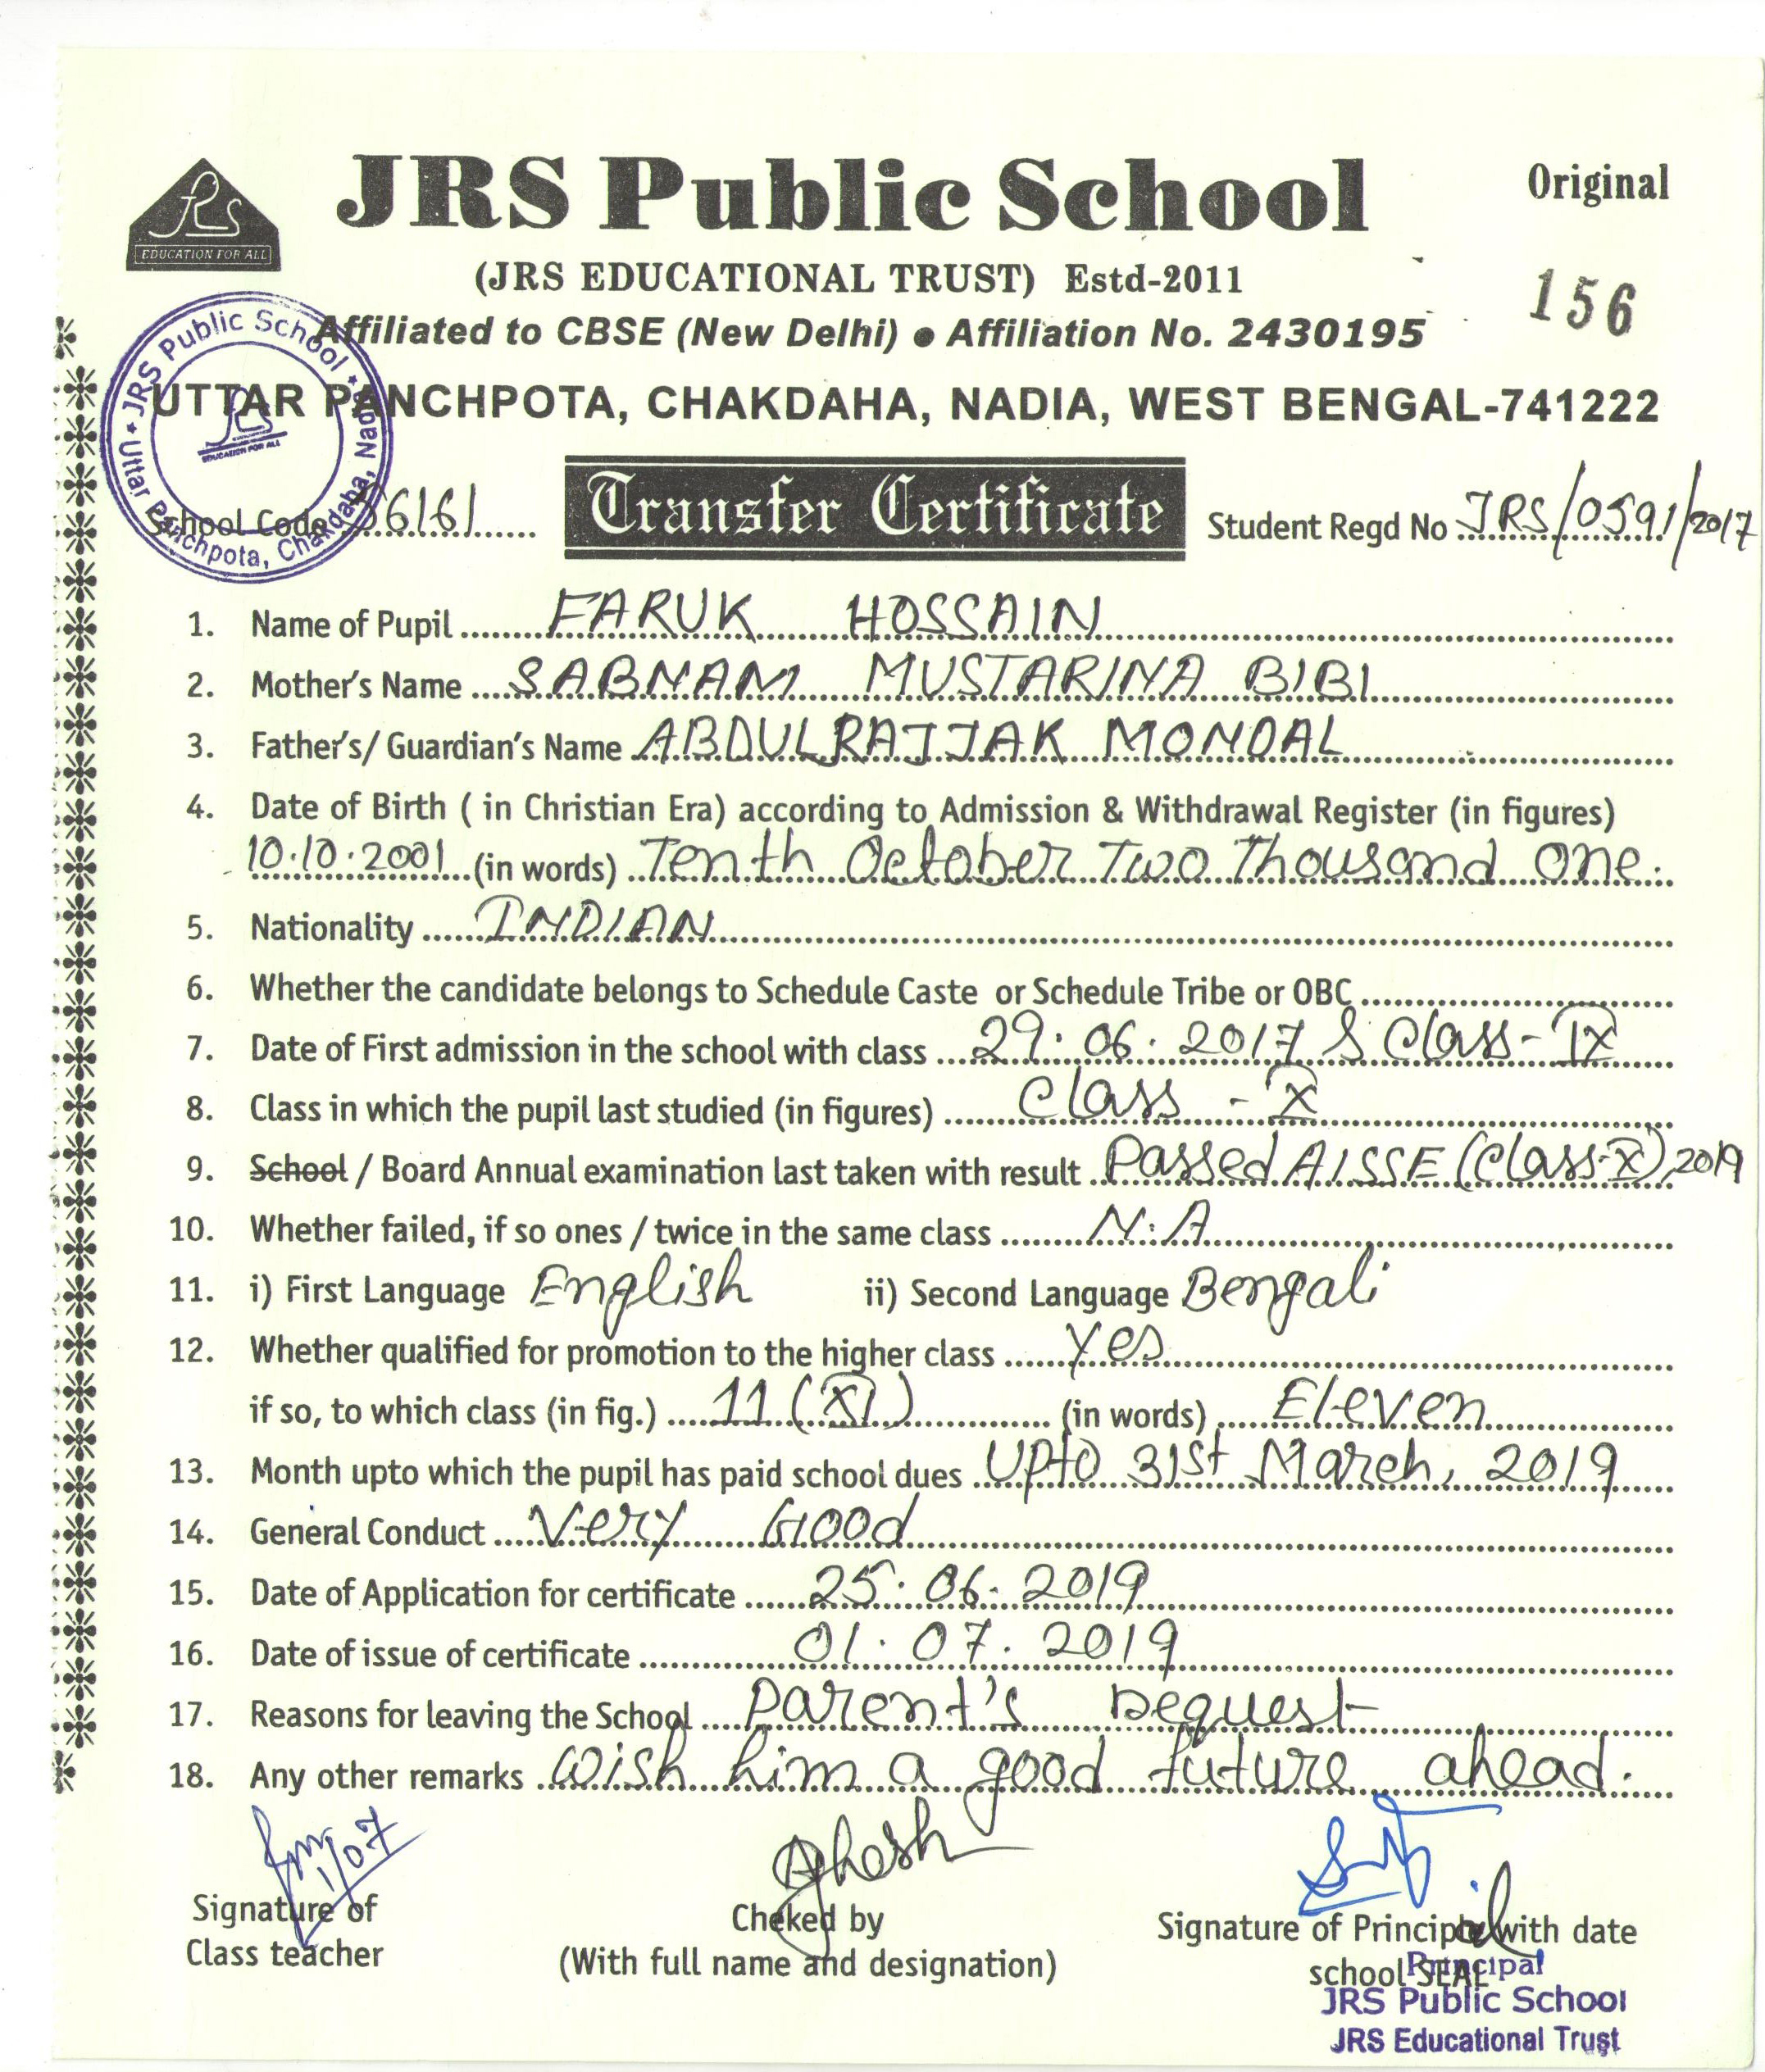 JRS Public School
Original
JRS
EDUCATION FOR ALL
(JRS EDUCATIONAL TRUST) Estd-2011
156
Affiliated to CBSE (New Delhi) ● Affiliation No. 2430195
UTTAR PANCHPOTA, CHAKDAHA, NADIA, WEST BENGAL-741222
JRS Public School * Uttar Panchpota, Chakdaha, Nadia *
JRS
EDUCATION FOR ALL
School Code 56161
Transfer Certificate
Student Regd No JRS/0591/2017
1. Name of Pupil FARUK HOSSAIN
2. Mother's Name SABNAM MUSTARINA BIBI
3. Father's/ Guardian's Name ABDUL RAJJAK MONDAL
4. Date of Birth ( in Christian Era) according to Admission & Withdrawal Register (in figures)
10.10.2001 (in words) Tenth October Two Thousand One.
5. Nationality INDIAN
6. Whether the candidate belongs to Schedule Caste or Schedule Tribe or OBC
7. Date of First admission in the school with class 29.06.2017 & Class-IX
8. Class in which the pupil last studied (in figures) Class - X
9. School / Board Annual examination last taken with result Passed AISSE (Class-X) 2019
10. Whether failed, if so ones / twice in the same class N.A
11. i) First Language English ii) Second Language Bengali
12. Whether qualified for promotion to the higher class Yes
if so, to which class (in fig.) 11 (XI) (in words) Eleven
13. Month upto which the pupil has paid school dues Upto 31st March, 2019
14. General Conduct Very Good
15. Date of Application for certificate 25.06.2019
16. Date of issue of certificate 01.07.2019
17. Reasons for leaving the School Parent's Request
18. Any other remarks Wish him a good future ahead.
1/07
Ghosh
Signature of
Class teacher
Cheked by
(With full name and designation)
Signature of Principal with date
school SEAL
Principal
JRS Public School
JRS Educational Trust